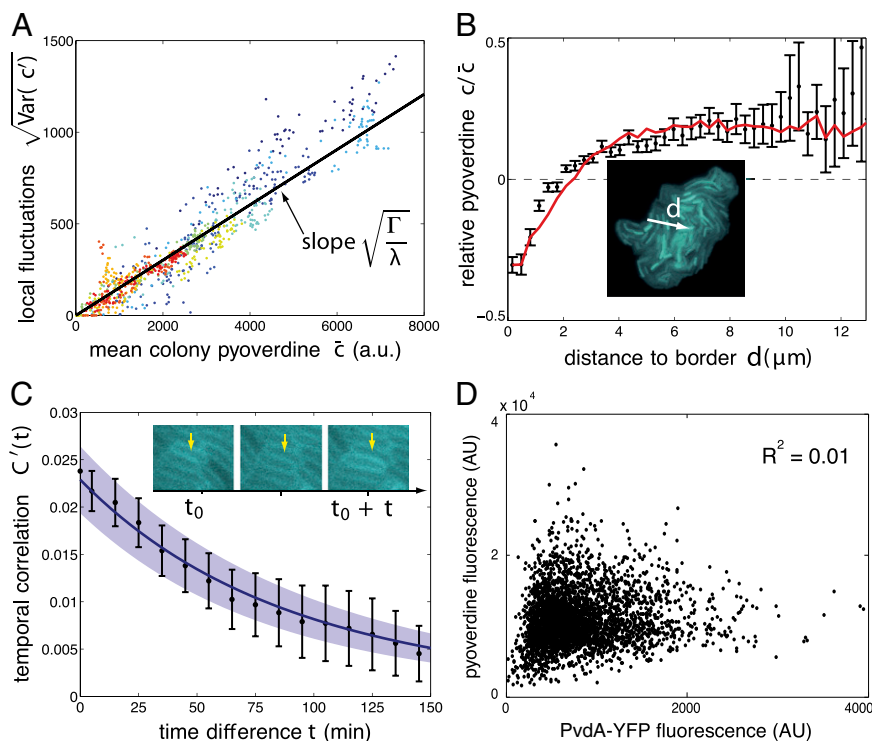 A
local fluctuations √Var( c′ )
1500
1000
500
0
0 2000 4000 6000 8000
slope √Γ/λ
mean colony pyoverdine c̄ (a.u.)
B
relative pyoverdine c/c̄
0.5
0
−0.5
d
0 2 4 6 8 10 12
distance to border d(μm)
C
temporal correlation C′(t)
0.03
0.025
0.02
0.015
0.01
0.005
0
t₀ t₀ + t
0 25 50 75 100 125 150
time difference t (min)
D
x 10⁴
pyoverdine fluorescence (AU)
4
2
0
R² = 0.01
0 2000 4000
PvdA-YFP fluorescence (AU)